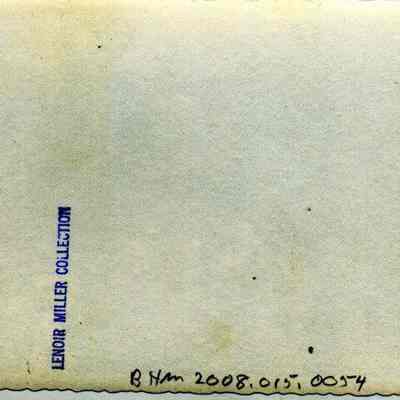 LENOIR MILLER COLLECTION
BHM 2008.015.0054